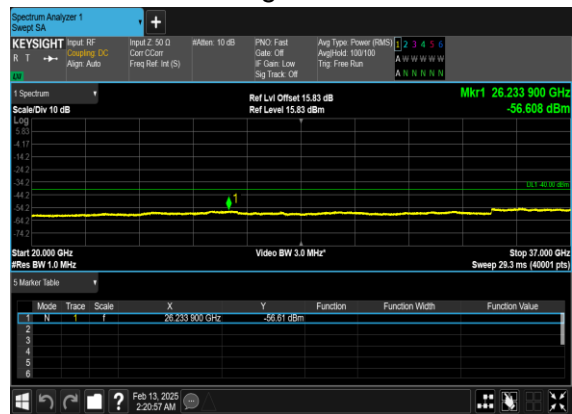 Spectrum Analyzer 1
Swept SA
KEYSIGHT Input: RF Input Z: 50 Ω #Atten: 10 dB PNO: Fast Avg Type: Power (RMS) 1 2 3 4 5 6
R T Coupling: DC Corr CCorr Gate: Off Avg|Hold: 100/100 A W W W W W
Align: Auto Freq Ref: Int (S) IF Gain: Low Trig: Free Run
Sig Track: Off A N N N N N
LW
1 Spectrum Ref Lvl Offset 15.83 dB Mkr1 26.233 900 GHz
Scale/Div 10 dB Ref Level 15.83 dBm -56.608 dBm
Log
5.83
-4.17
-14.2
-24.2
-34.2
DL1 -40.00 dBm
-44.2
1
-54.2
-64.2
-74.2
Start 20.000 GHz Video BW 3.0 MHz* Stop 37.000 GHz
#Res BW 1.0 MHz Sweep 29.3 ms (40001 pts)
5 Marker Table
Mode Trace Scale X Y Function Function Width Function Value
1 N 1 f 26.233 900 GHz -56.61 dBm
2
3
4
5
6
? Feb 13, 2025
2:20:57 AM